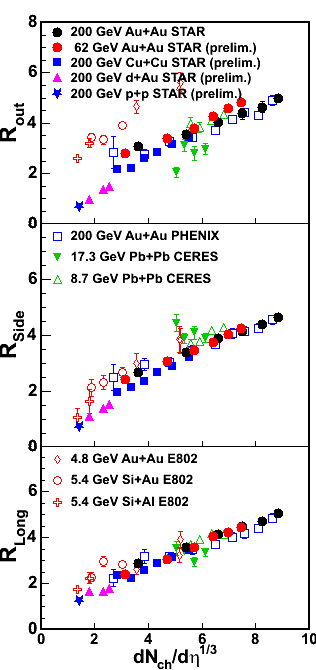 8
200 GeV Au+Au STAR
62 GeV Au+Au STAR (prelim.)
6
200 GeV Cu+Cu STAR (prelim.)
200 GeV d+Au STAR (prelim.)
200 GeV p+p STAR (prelim.)
Rout
4
2
0
200 GeV Au+Au PHENIX
17.3 GeV Pb+Pb CERES
6
8.7 GeV Pb+Pb CERES
RSide
4
2
0
4.8 GeV Au+Au E802
6
5.4 GeV Si+Au E802
5.4 GeV Si+Al E802
RLong
4
2
0
0 2 4 6 8 10
dNch/dη1/3